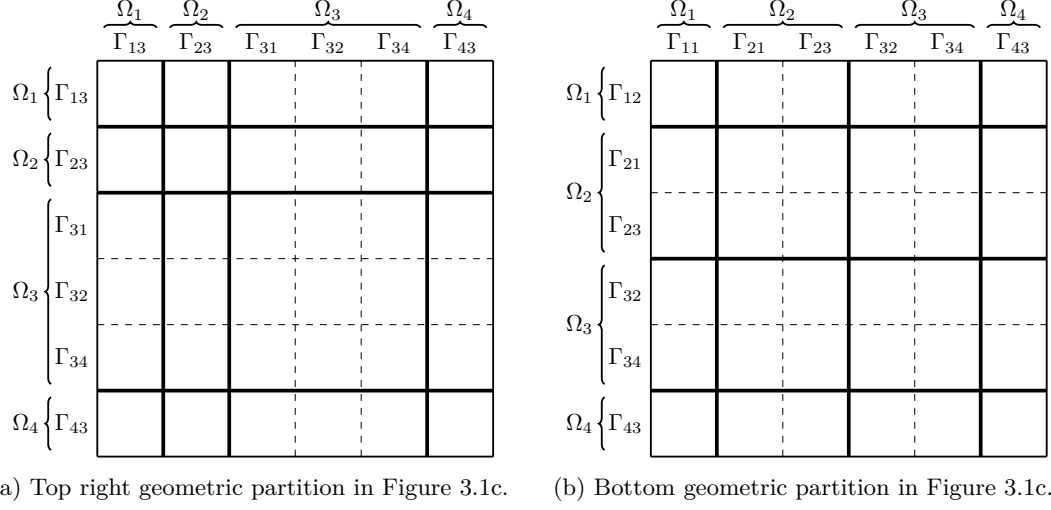 Ω₁ Ω₂ Ω₃ Ω₄
Γ₁₃ Γ₂₃ Γ₃₁ Γ₃₂ Γ₃₄ Γ₄₃
Ω₁ { Γ₁₃
Ω₂ { Γ₂₃
Γ₃₁
Ω₃ { Γ₃₂
Γ₃₄
Ω₄ { Γ₄₃
a) Top right geometric partition in Figure 3.1c.
Ω₁ Ω₂ Ω₃ Ω₄
Γ₁₁ Γ₂₁ Γ₂₃ Γ₃₂ Γ₃₄ Γ₄₃
Ω₁ { Γ₁₂
Γ₂₁
Ω₂ {
Γ₂₃
Γ₃₂
Ω₃ {
Γ₃₄
Ω₄ { Γ₄₃
(b) Bottom geometric partition in Figure 3.1c.